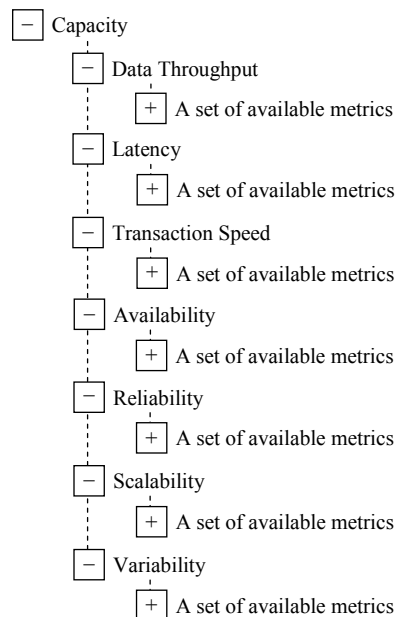 − Capacity
− Data Throughput
+ A set of available metrics
− Latency
+ A set of available metrics
− Transaction Speed
+ A set of available metrics
− Availability
+ A set of available metrics
− Reliability
+ A set of available metrics
− Scalability
+ A set of available metrics
− Variability
+ A set of available metrics